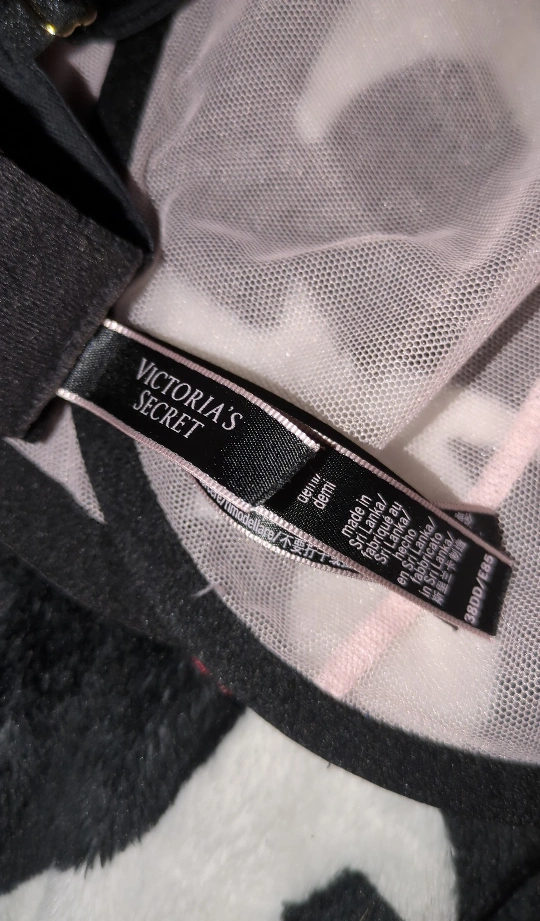 VICTORIA'S
SECRET
demi
made in
Sri Lanka/
fabriqué au
Sri Lanka/
hecho
en Sri Lanka/
fabbricato
in Sri Lanka/
38DD/E85